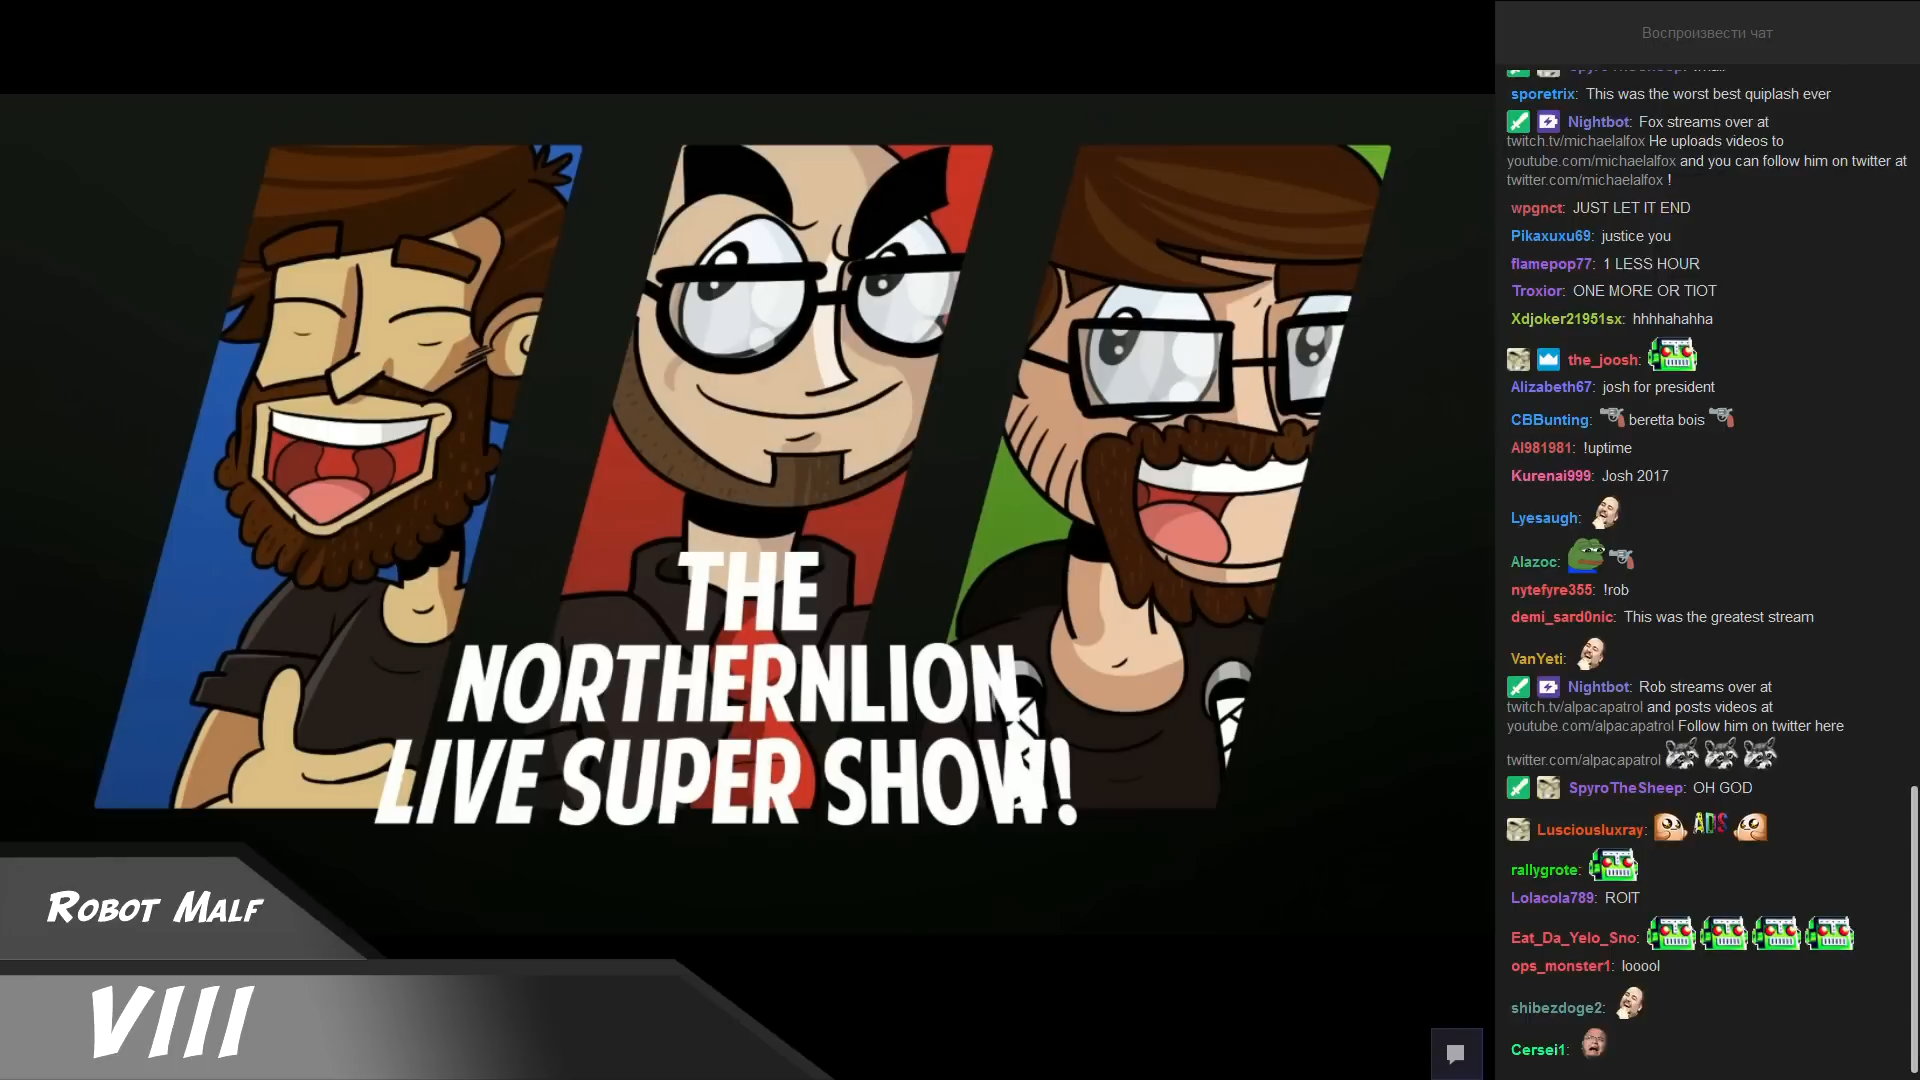 THE
NORTHERNLION
LIVE SUPER SHOW!
ROBOT MALF
VIII
Воспроизвести чат
sporetrix: This was the worst best quiplash ever
Nightbot: Fox streams over at
twitch.tv/michaelalfox He uploads videos to
youtube.com/michaelalfox and you can follow him on twitter at
twitter.com/michaelalfox !
wpgnct: JUST LET IT END
Pikaxuxu69: justice you
flamepop77: 1 LESS HOUR
Troxior: ONE MORE OR TIOT
Xdjoker21951sx: hhhhahahha
the_joosh:
Alizabeth67: josh for president
CBBunting: beretta bois
Al981981: !uptime
Kurenai999: Josh 2017
Lyesaugh:
Alazoc:
nytefyre355: !rob
demi_sard0nic: This was the greatest stream
VanYeti:
Nightbot: Rob streams over at
twitch.tv/alpacapatrol and posts videos at
youtube.com/alpacapatrol Follow him on twitter here
twitter.com/alpacapatrol
SpyroTheSheep: OH GOD
Lusciousluxray: ADS
rallygrote:
Lolacola789: ROIT
Eat_Da_Yelo_Sno:
ops_monster1: looool
shibezdoge2:
Cersei1: